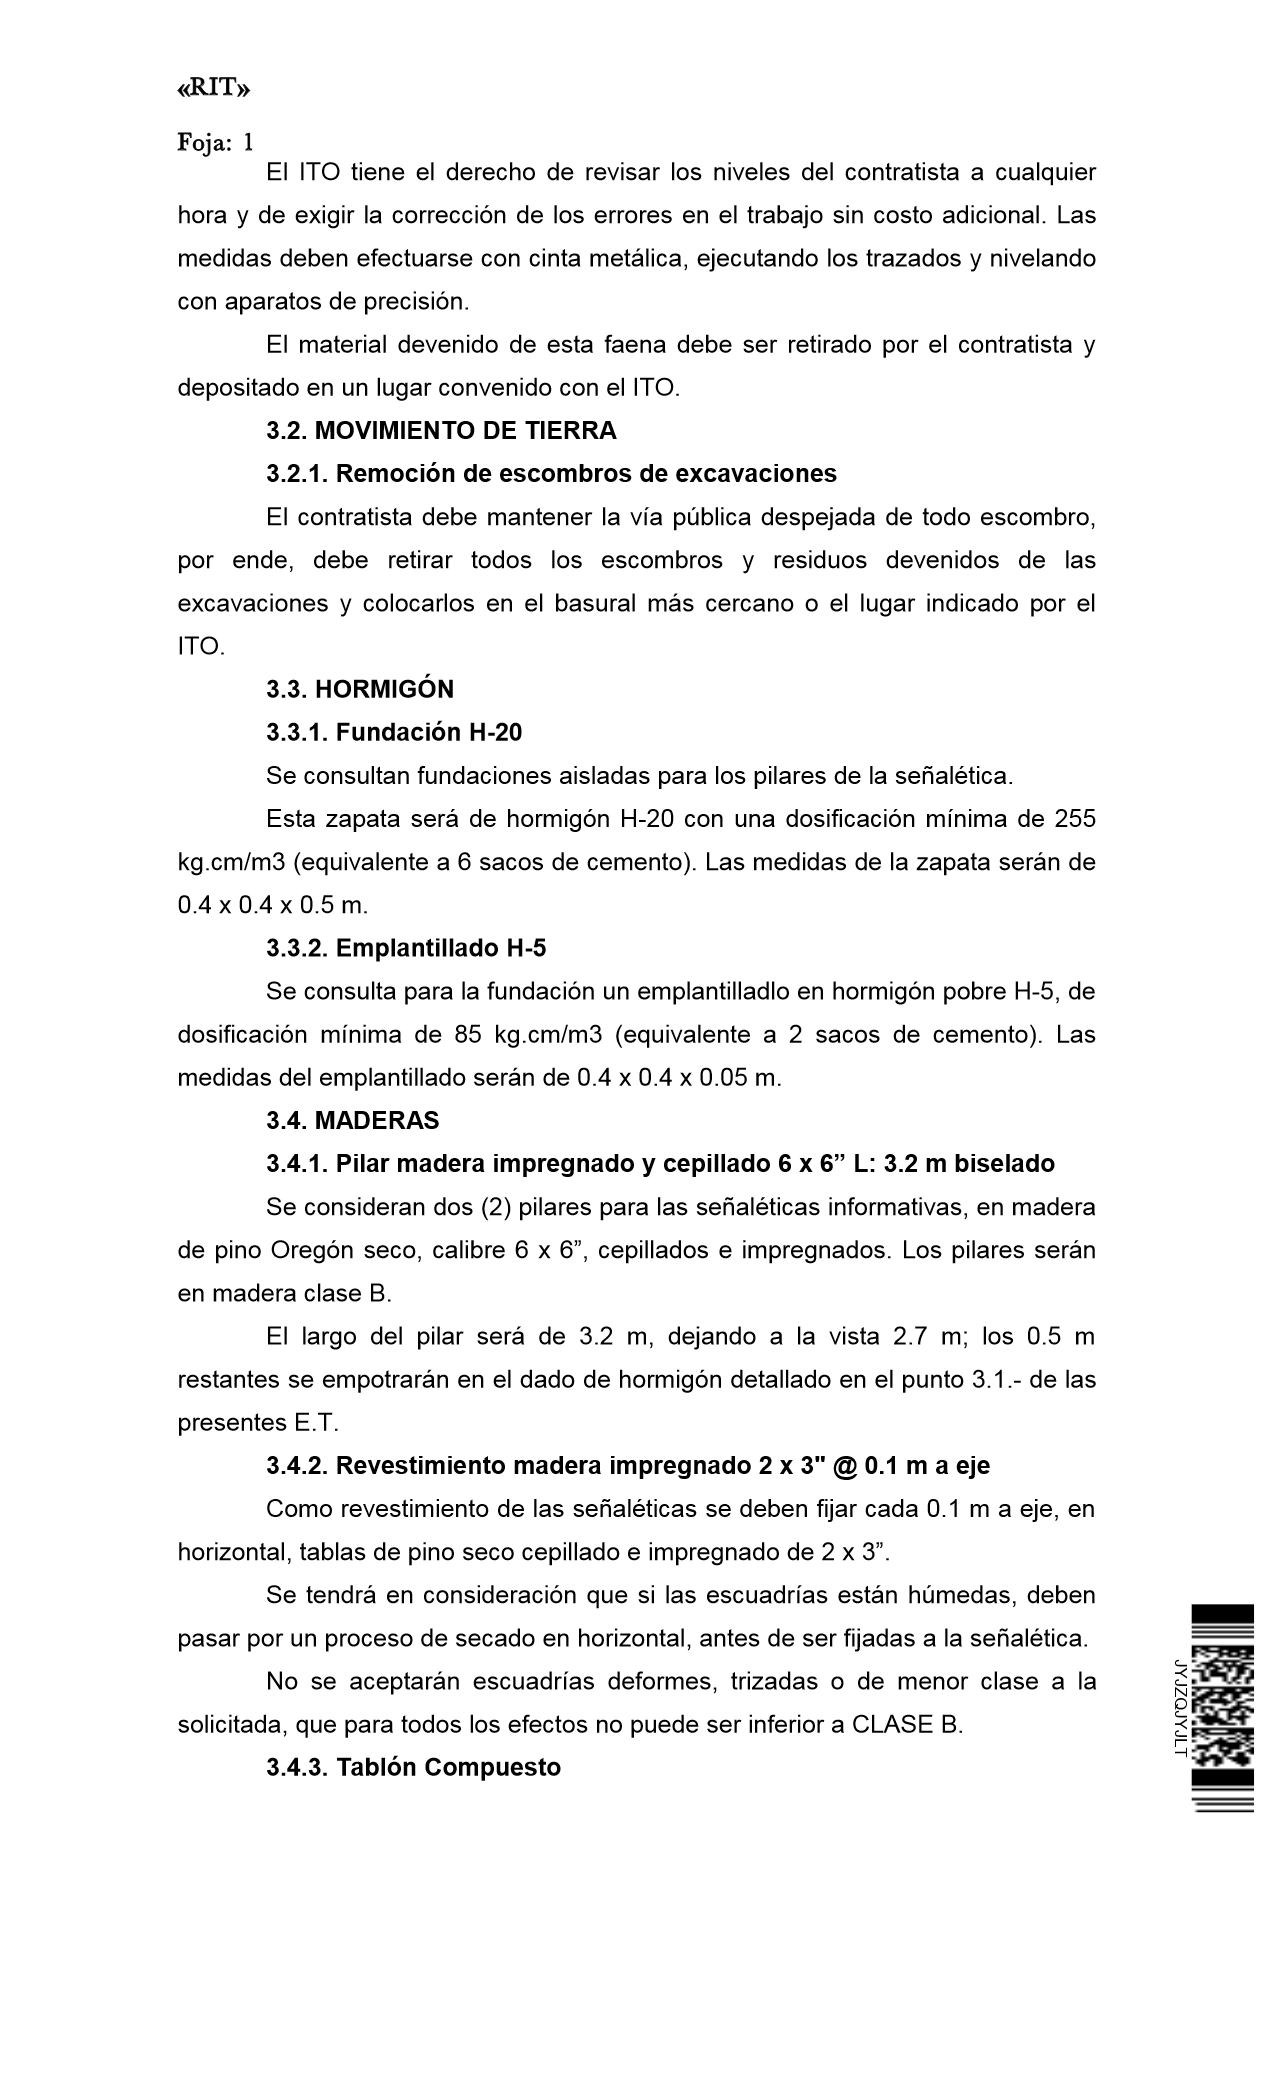 «RIT»
Foja: 1
El ITO tiene el derecho de revisar los niveles del contratista a cualquier
hora y de exigir la corrección de los errores en el trabajo sin costo adicional. Las
medidas deben efectuarse con cinta metálica, ejecutando los trazados y nivelando
con aparatos de precisión.
El material devenido de esta faena debe ser retirado por el contratista y
depositado en un lugar convenido con el ITO.
3.2. MOVIMIENTO DE TIERRA
3.2.1. Remoción de escombros de excavaciones
El contratista debe mantener la vía pública despejada de todo escombro,
por ende, debe retirar todos los escombros y residuos devenidos de las
excavaciones y colocarlos en el basural más cercano o el lugar indicado por el
ITO.
3.3. HORMIGÓN
3.3.1. Fundación H-20
Se consultan fundaciones aisladas para los pilares de la señalética.
Esta zapata será de hormigón H-20 con una dosificación mínima de 255
kg.cm/m3 (equivalente a 6 sacos de cemento). Las medidas de la zapata serán de
0.4 x 0.4 x 0.5 m.
3.3.2. Emplantillado H-5
Se consulta para la fundación un emplantilladlo en hormigón pobre H-5, de
dosificación mínima de 85 kg.cm/m3 (equivalente a 2 sacos de cemento). Las
medidas del emplantillado serán de 0.4 x 0.4 x 0.05 m.
3.4. MADERAS
3.4.1. Pilar madera impregnado y cepillado 6 x 6” L: 3.2 m biselado
Se consideran dos (2) pilares para las señaléticas informativas, en madera
de pino Oregón seco, calibre 6 x 6”, cepillados e impregnados. Los pilares serán
en madera clase B.
El largo del pilar será de 3.2 m, dejando a la vista 2.7 m; los 0.5 m
restantes se empotrarán en el dado de hormigón detallado en el punto 3.1.- de las
presentes E.T.
3.4.2. Revestimiento madera impregnado 2 x 3" @ 0.1 m a eje
Como revestimiento de las señaléticas se deben fijar cada 0.1 m a eje, en
horizontal, tablas de pino seco cepillado e impregnado de 2 x 3”.
Se tendrá en consideración que si las escuadrías están húmedas, deben
pasar por un proceso de secado en horizontal, antes de ser fijadas a la señalética.
No se aceptarán escuadrías deformes, trizadas o de menor clase a la
solicitada, que para todos los efectos no puede ser inferior a CLASE B.
3.4.3. Tablón Compuesto
JYJZQJYJLT